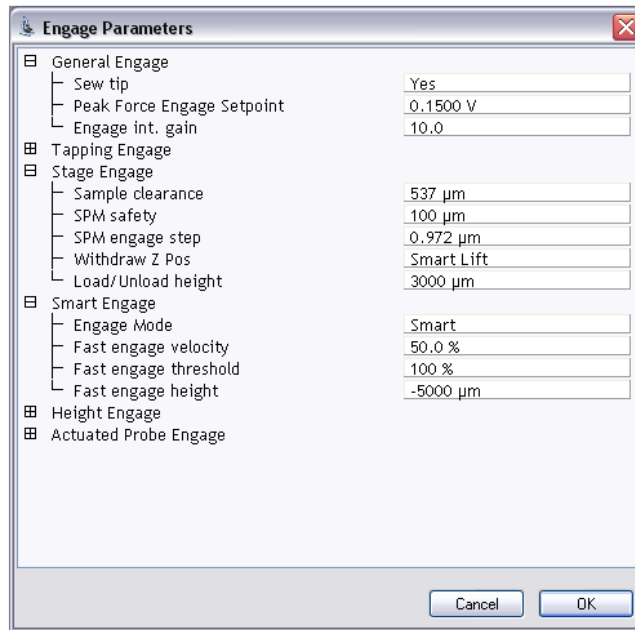 Engage Parameters
General Engage
Sew tip Yes
Peak Force Engage Setpoint 0.1500 V
Engage int. gain 10.0
Tapping Engage
Stage Engage
Sample clearance 537 µm
SPM safety 100 µm
SPM engage step 0.972 µm
Withdraw Z Pos Smart Lift
Load/Unload height 3000 µm
Smart Engage
Engage Mode Smart
Fast engage velocity 50.0 %
Fast engage threshold 100 %
Fast engage height -5000 µm
Height Engage
Actuated Probe Engage
Cancel OK